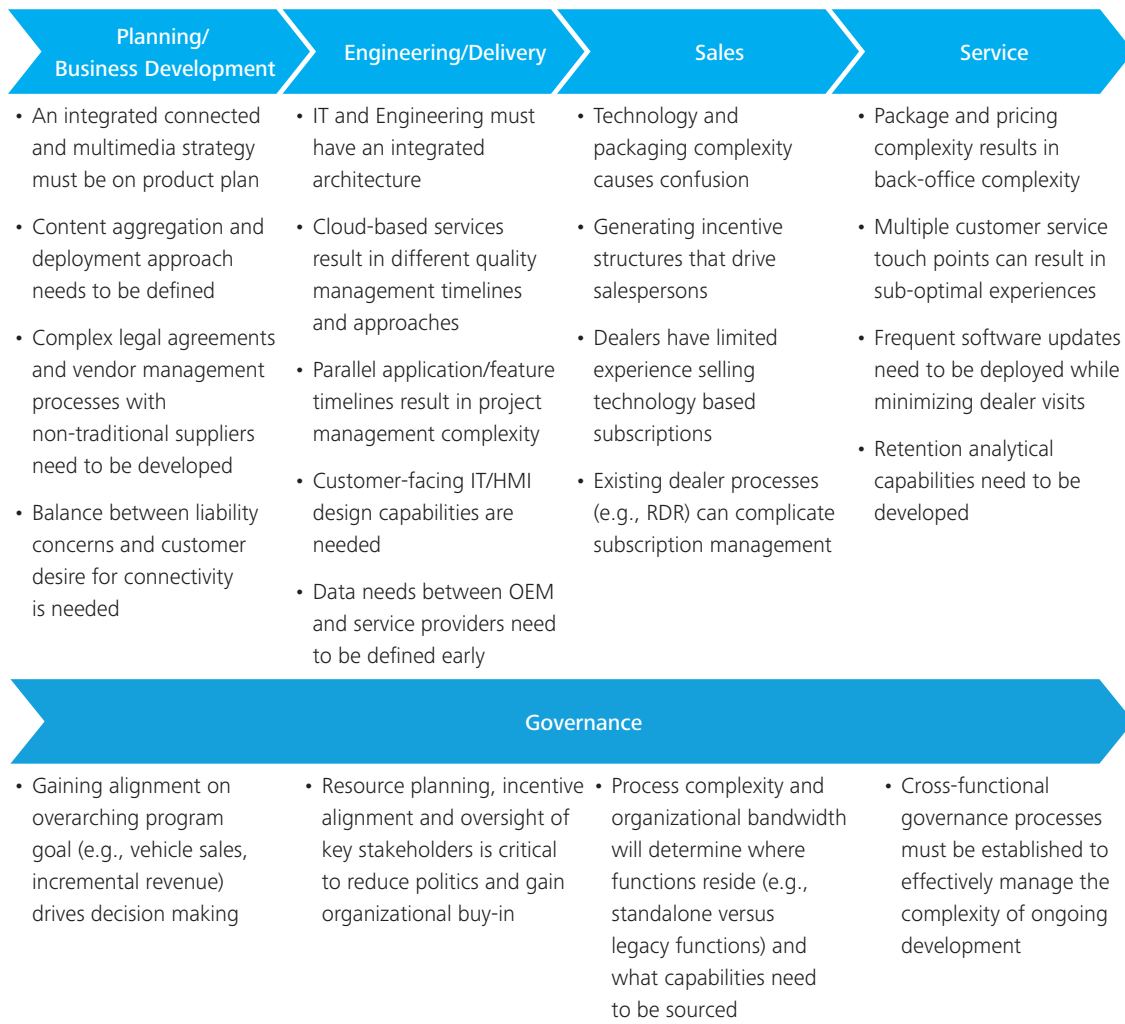 Planning/
Business Development
Engineering/Delivery
Sales
Service
• An integrated connected
and multimedia strategy
must be on product plan
• Content aggregation and
deployment approach
needs to be defined
• Complex legal agreements
and vendor management
processes with
non-traditional suppliers
need to be developed
• Balance between liability
concerns and customer
desire for connectivity
is needed
• IT and Engineering must
have an integrated
architecture
• Cloud-based services
result in different quality
management timelines
and approaches
• Parallel application/feature
timelines result in project
management complexity
• Customer-facing IT/HMI
design capabilities are
needed
• Data needs between OEM
and service providers need
to be defined early
• Technology and
packaging complexity
causes confusion
• Generating incentive
structures that drive
salespersons
• Dealers have limited
experience selling
technology based
subscriptions
• Existing dealer processes
(e.g., RDR) can complicate
subscription management
• Package and pricing
complexity results in
back-office complexity
• Multiple customer service
touch points can result in
sub-optimal experiences
• Frequent software updates
need to be deployed while
minimizing dealer visits
• Retention analytical
capabilities need to be
developed
Governance
• Gaining alignment on
overarching program
goal (e.g., vehicle sales,
incremental revenue)
drives decision making
• Resource planning, incentive
alignment and oversight of
key stakeholders is critical
to reduce politics and gain
organizational buy-in
• Process complexity and
organizational bandwidth
will determine where
functions reside (e.g.,
standalone versus
legacy functions) and
what capabilities need
to be sourced
• Cross-functional
governance processes
must be established to
effectively manage the
complexity of ongoing
development